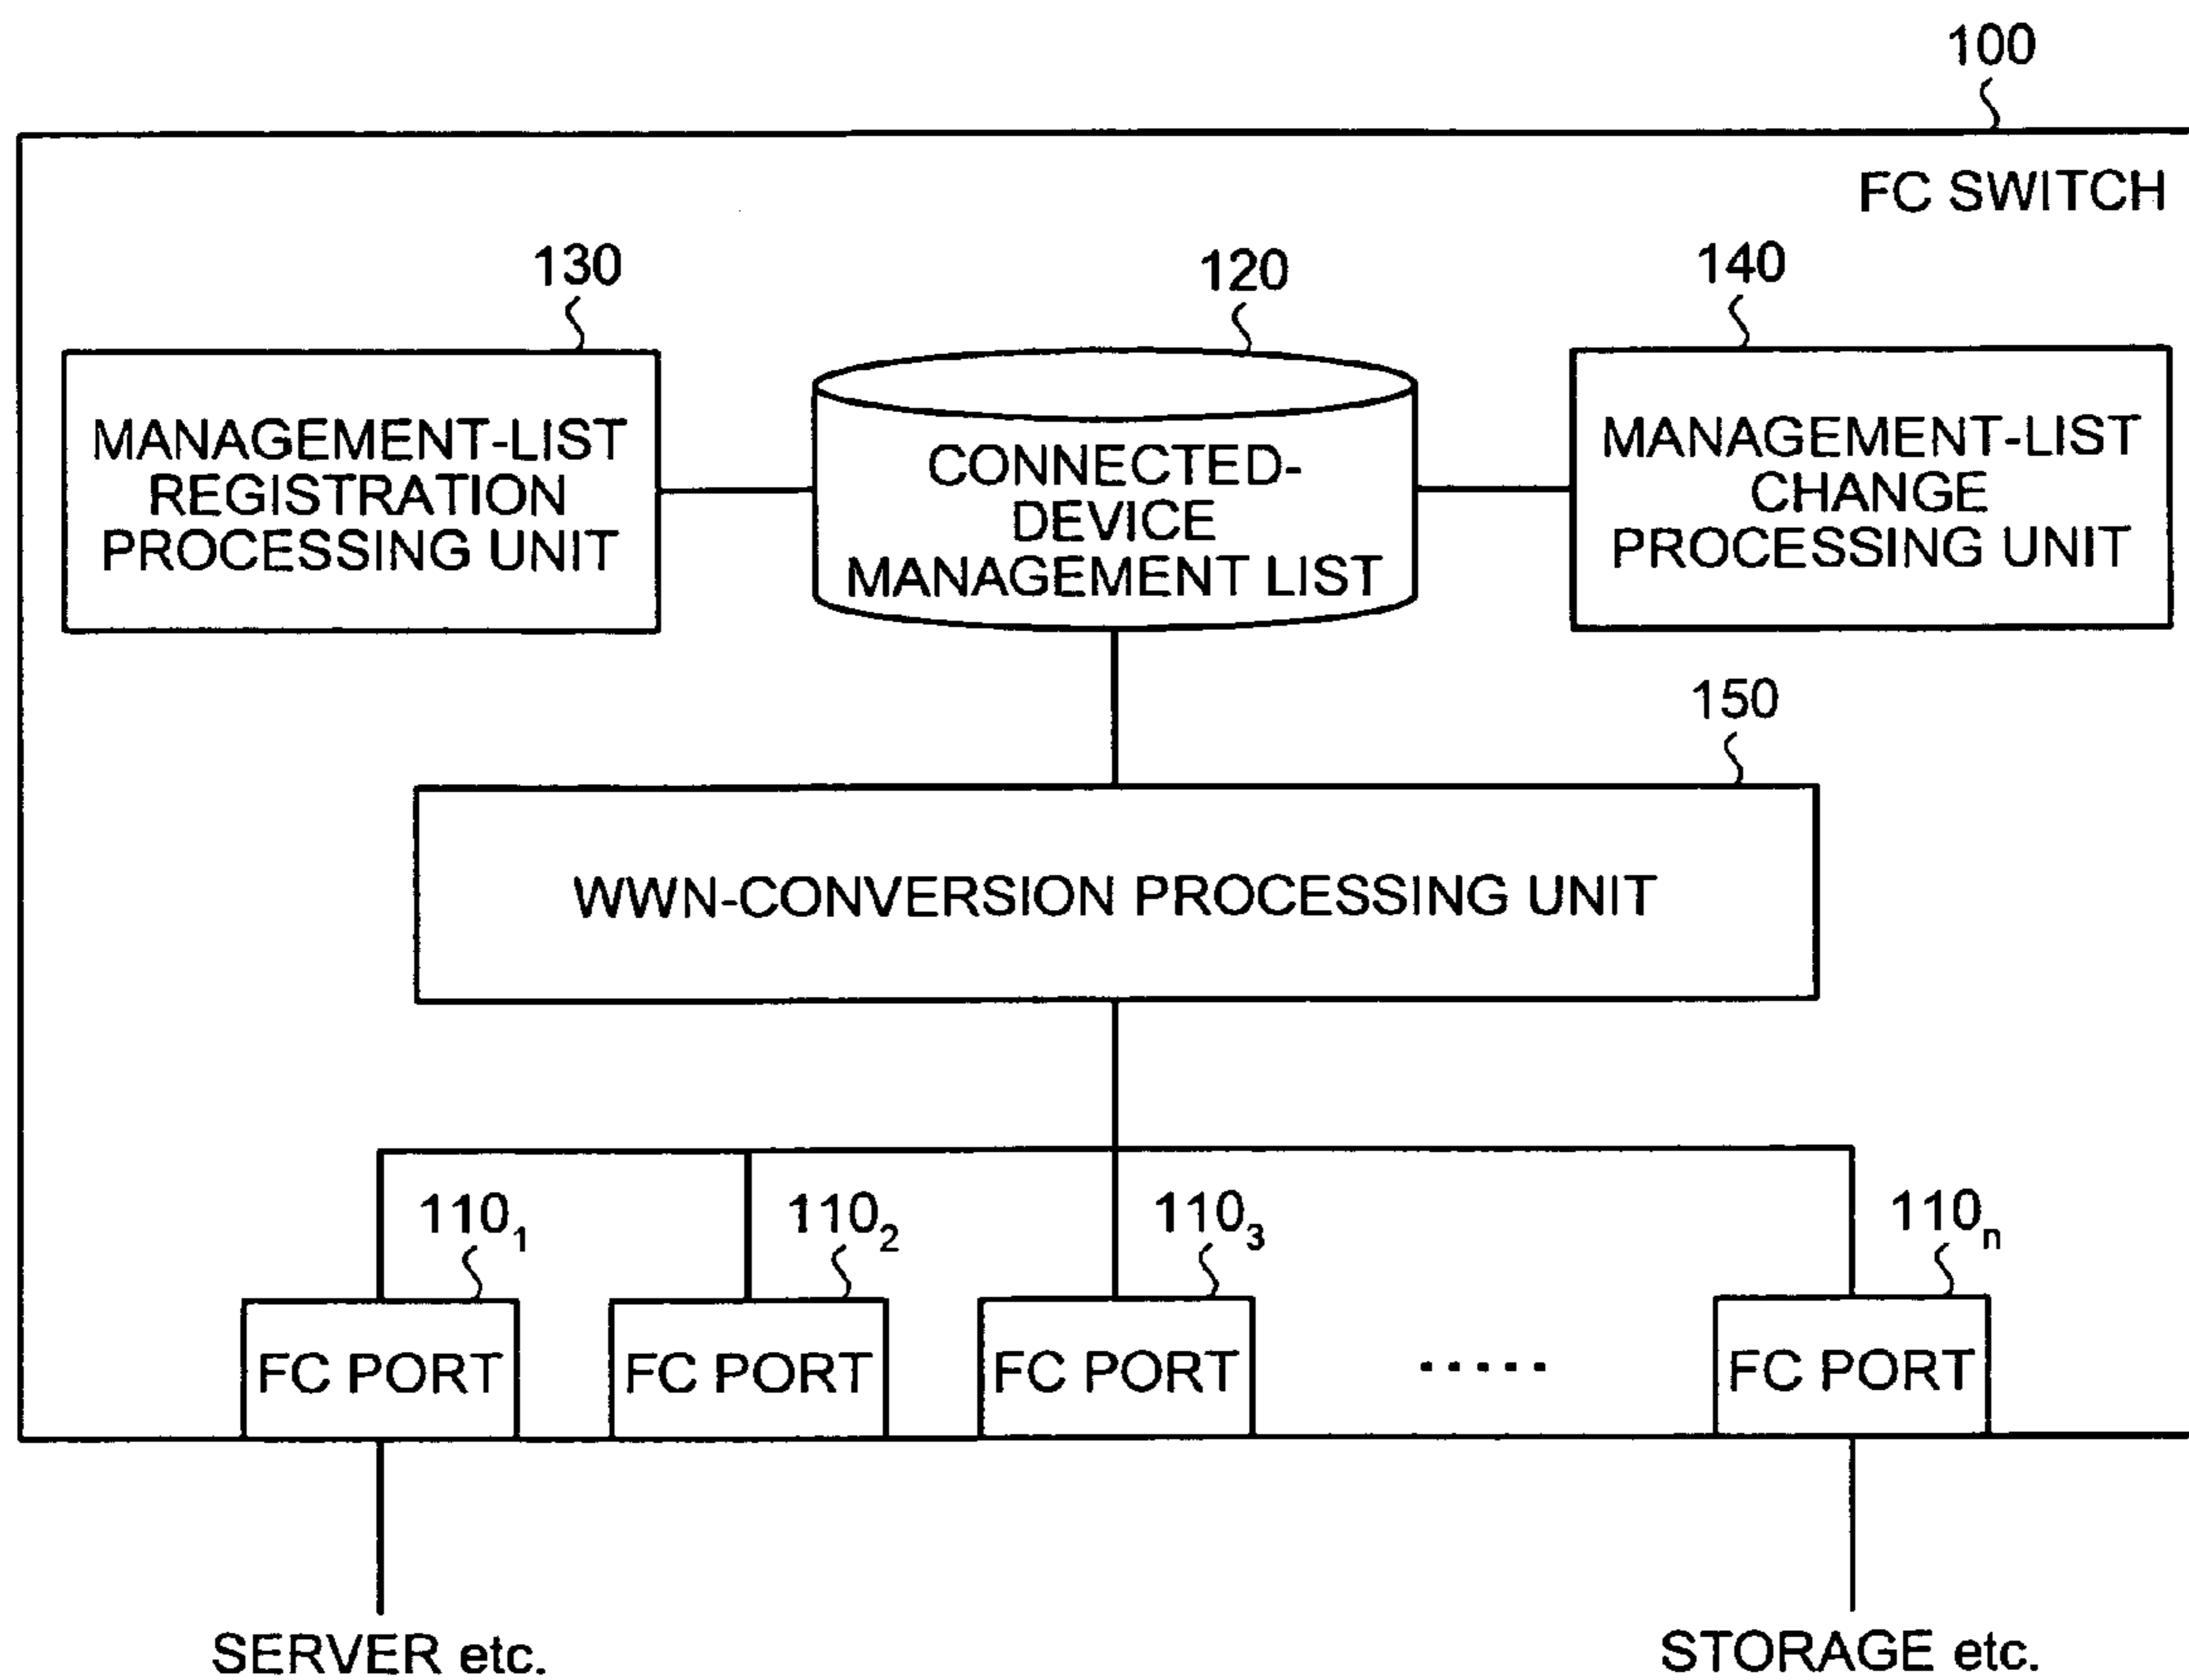 100
FC SWITCH
130
120
140
MANAGEMENT-LIST
REGISTRATION
PROCESSING UNIT
CONNECTED-
DEVICE
MANAGEMENT LIST
MANAGEMENT-LIST
CHANGE
PROCESSING UNIT
150
WWN-CONVERSION PROCESSING UNIT
110₁
110₂
110₃
110ₙ
FC PORT
FC PORT
FC PORT
.....
FC PORT
SERVER etc.
STORAGE etc.